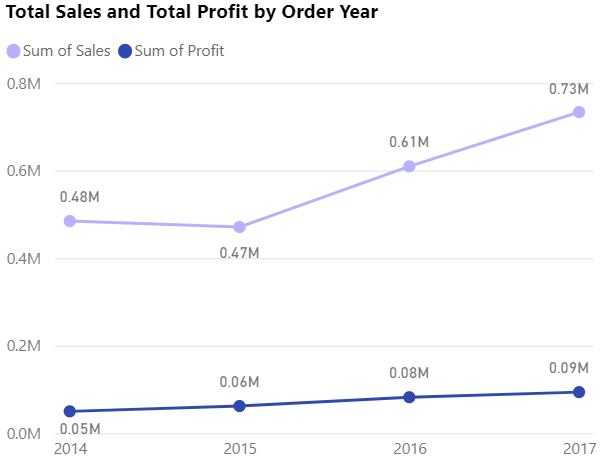 Total Sales and Total Profit by Order Year
Sum of Sales Sum of Profit
0.8M
0.73M
0.61M
0.6M
0.48M
0.47M
0.4M
0.2M
0.09M
0.08M
0.06M
0.05M
0.0M
2014 2015 2016 2017